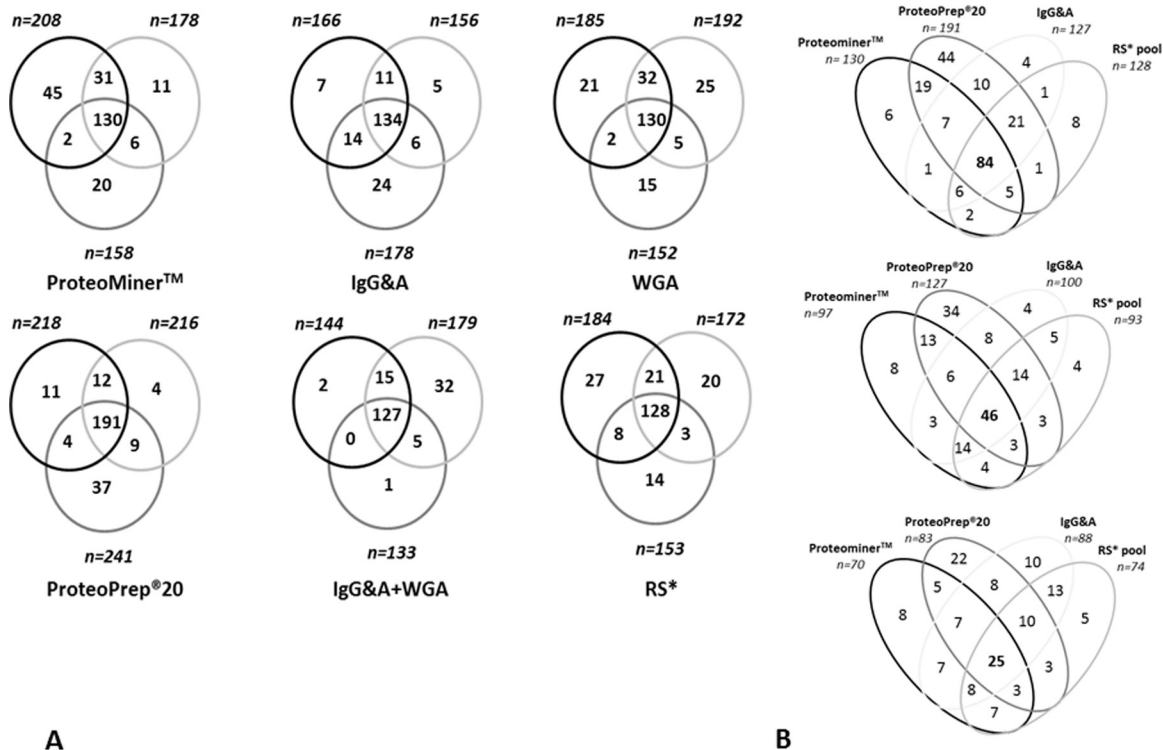 n=208 n=178
45 31 11
130
2 6
20
n=158
ProteoMiner™
n=166 n=156
7 11 5
134
14 6
24
n=178
IgG&A
n=185 n=192
21 32 25
130
2 5
15
n=152
WGA
n=218 n=216
11 12 4
191
4 9
37
n=241
ProteoPrep®20
n=144 n=179
2 15 32
127
0 5
1
n=133
IgG&A+WGA
n=184 n=172
27 21 20
128
8 3
14
n=153
RS*
A
ProteoPrep®20 IgG&A
n= 191 n= 127
Proteominer™ RS* pool
n= 130 n= 128
44 4
19 10 1
6 7 21 8
84
1 1
6 5
2
ProteoPrep®20 IgG&A
n=127 n=100
Proteominer™ RS* pool
n=97 n=93
34 4
13 8 5
8 6 14 4
46
3 3
14 3
4
ProteoPrep®20 IgG&A
n=83 n=88
Proteominer™ RS* pool
n=70 n=74
22 10
5 8 13
8 7 10 5
25
7 3
8 3
7
B